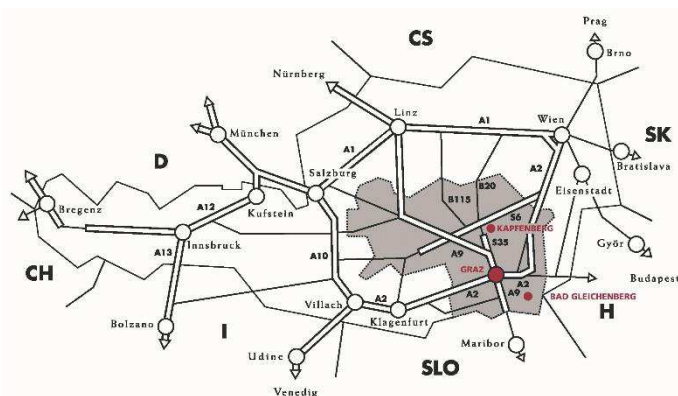 Prag
CS
Brno
Nürnberg
Linz
A1
Wien
SK
München
D
A1
A2
Bratislava
Salzburg
B20
Eisenstadt
B115
A12
Kufstein
S6
Bregenz
KAPFENBERG
Innsbruck
S35
Györ
A10
A9
CH
A13
GRAZ
A2
Budapest
Villach
A2
A2
A9
BAD GLEICHENBERG
Bolzano
Klagenfurt
H
I
Maribor
Udine
SLO
Venedig